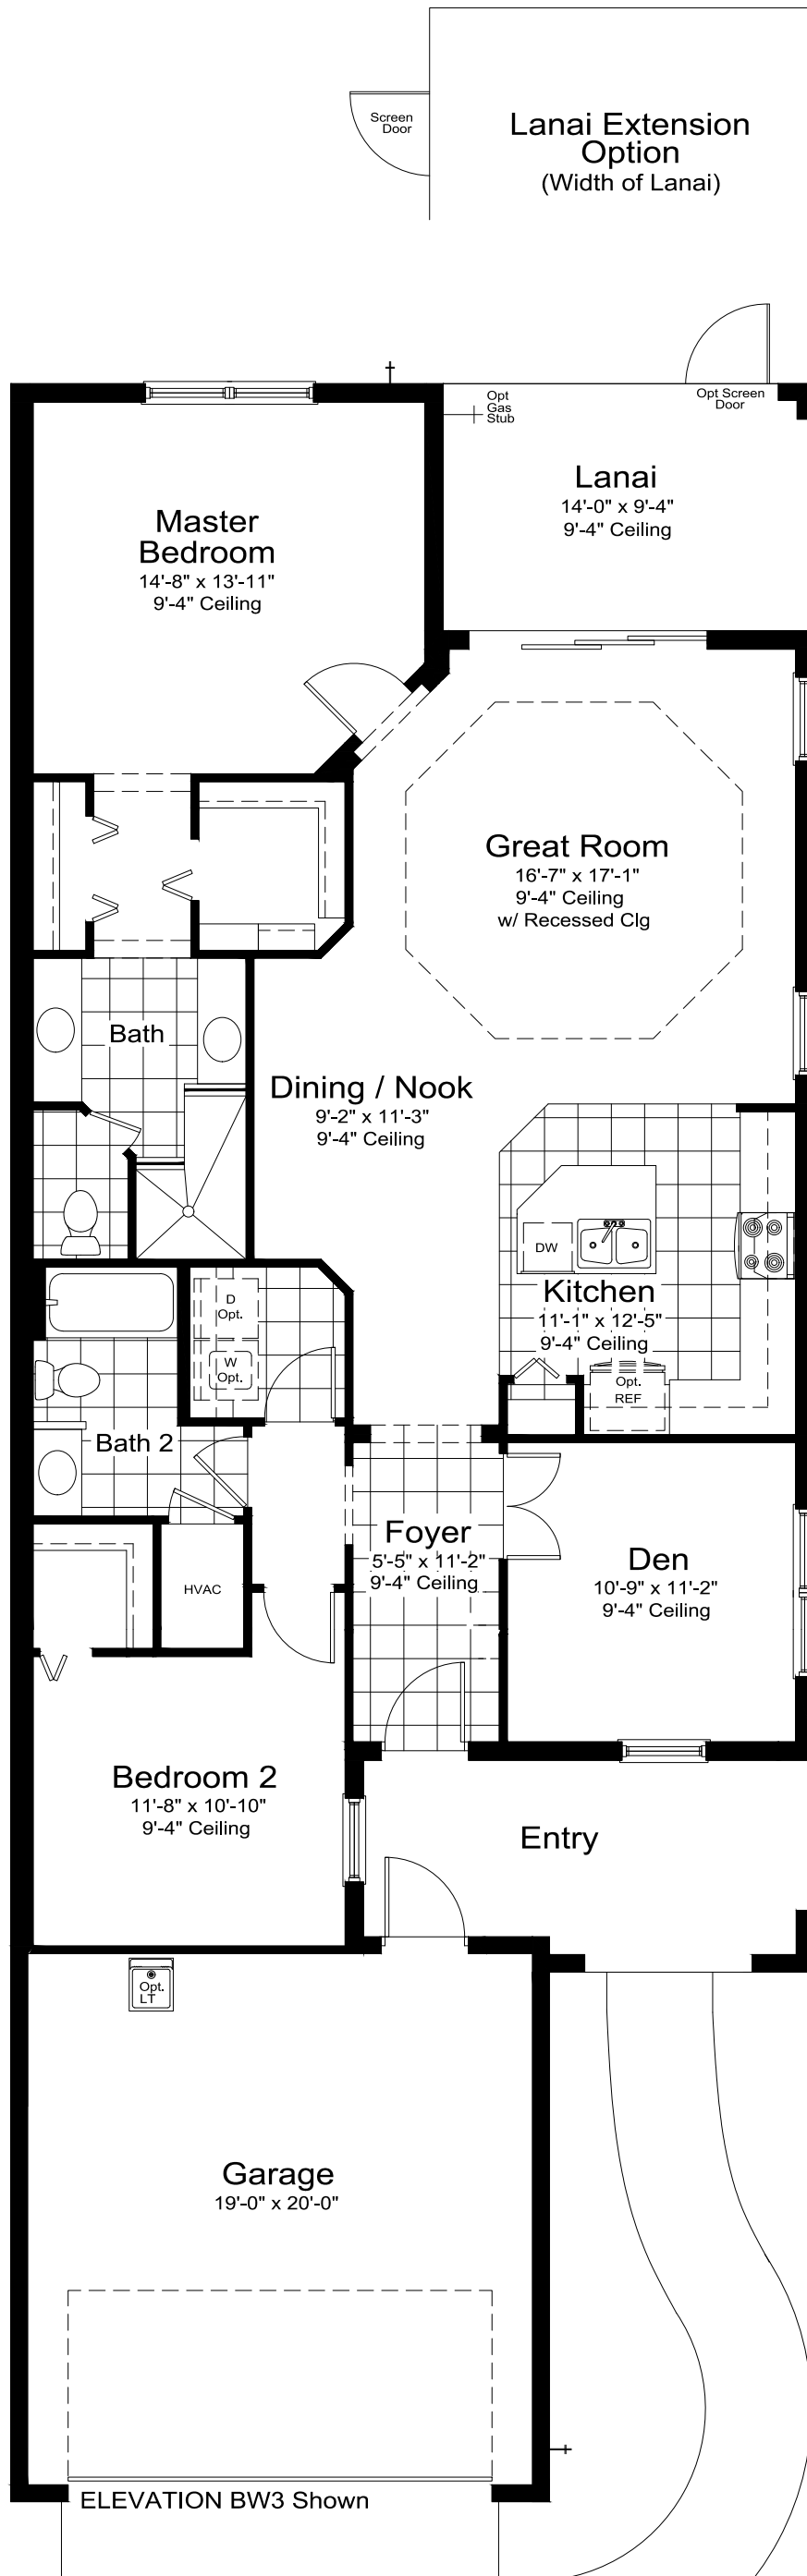 Screen
Door
Lanai Extension
Option
(Width of Lanai)
Opt
Gas
Stub
Opt Screen
Door
Lanai
14'-0" x 9'-4"
9'-4" Ceiling
Master
Bedroom
14'-8" x 13'-11"
9'-4" Ceiling
Great Room
16'-7" x 17'-1"
9'-4" Ceiling
w/ Recessed Clg
Bath
Dining / Nook
9'-2" x 11'-3"
9'-4" Ceiling
DW
Kitchen
11'-1" x 12'-5"
9'-4" Ceiling
D
Opt.
W
Opt.
Opt.
REF
Bath 2
Foyer
5'-5" x 11'-2"
9'-4" Ceiling
Den
10'-9" x 11'-2"
9'-4" Ceiling
HVAC
Bedroom 2
11'-8" x 10'-10"
9'-4" Ceiling
Entry
Opt.
LT
Garage
19'-0" x 20'-0"
ELEVATION BW3 Shown